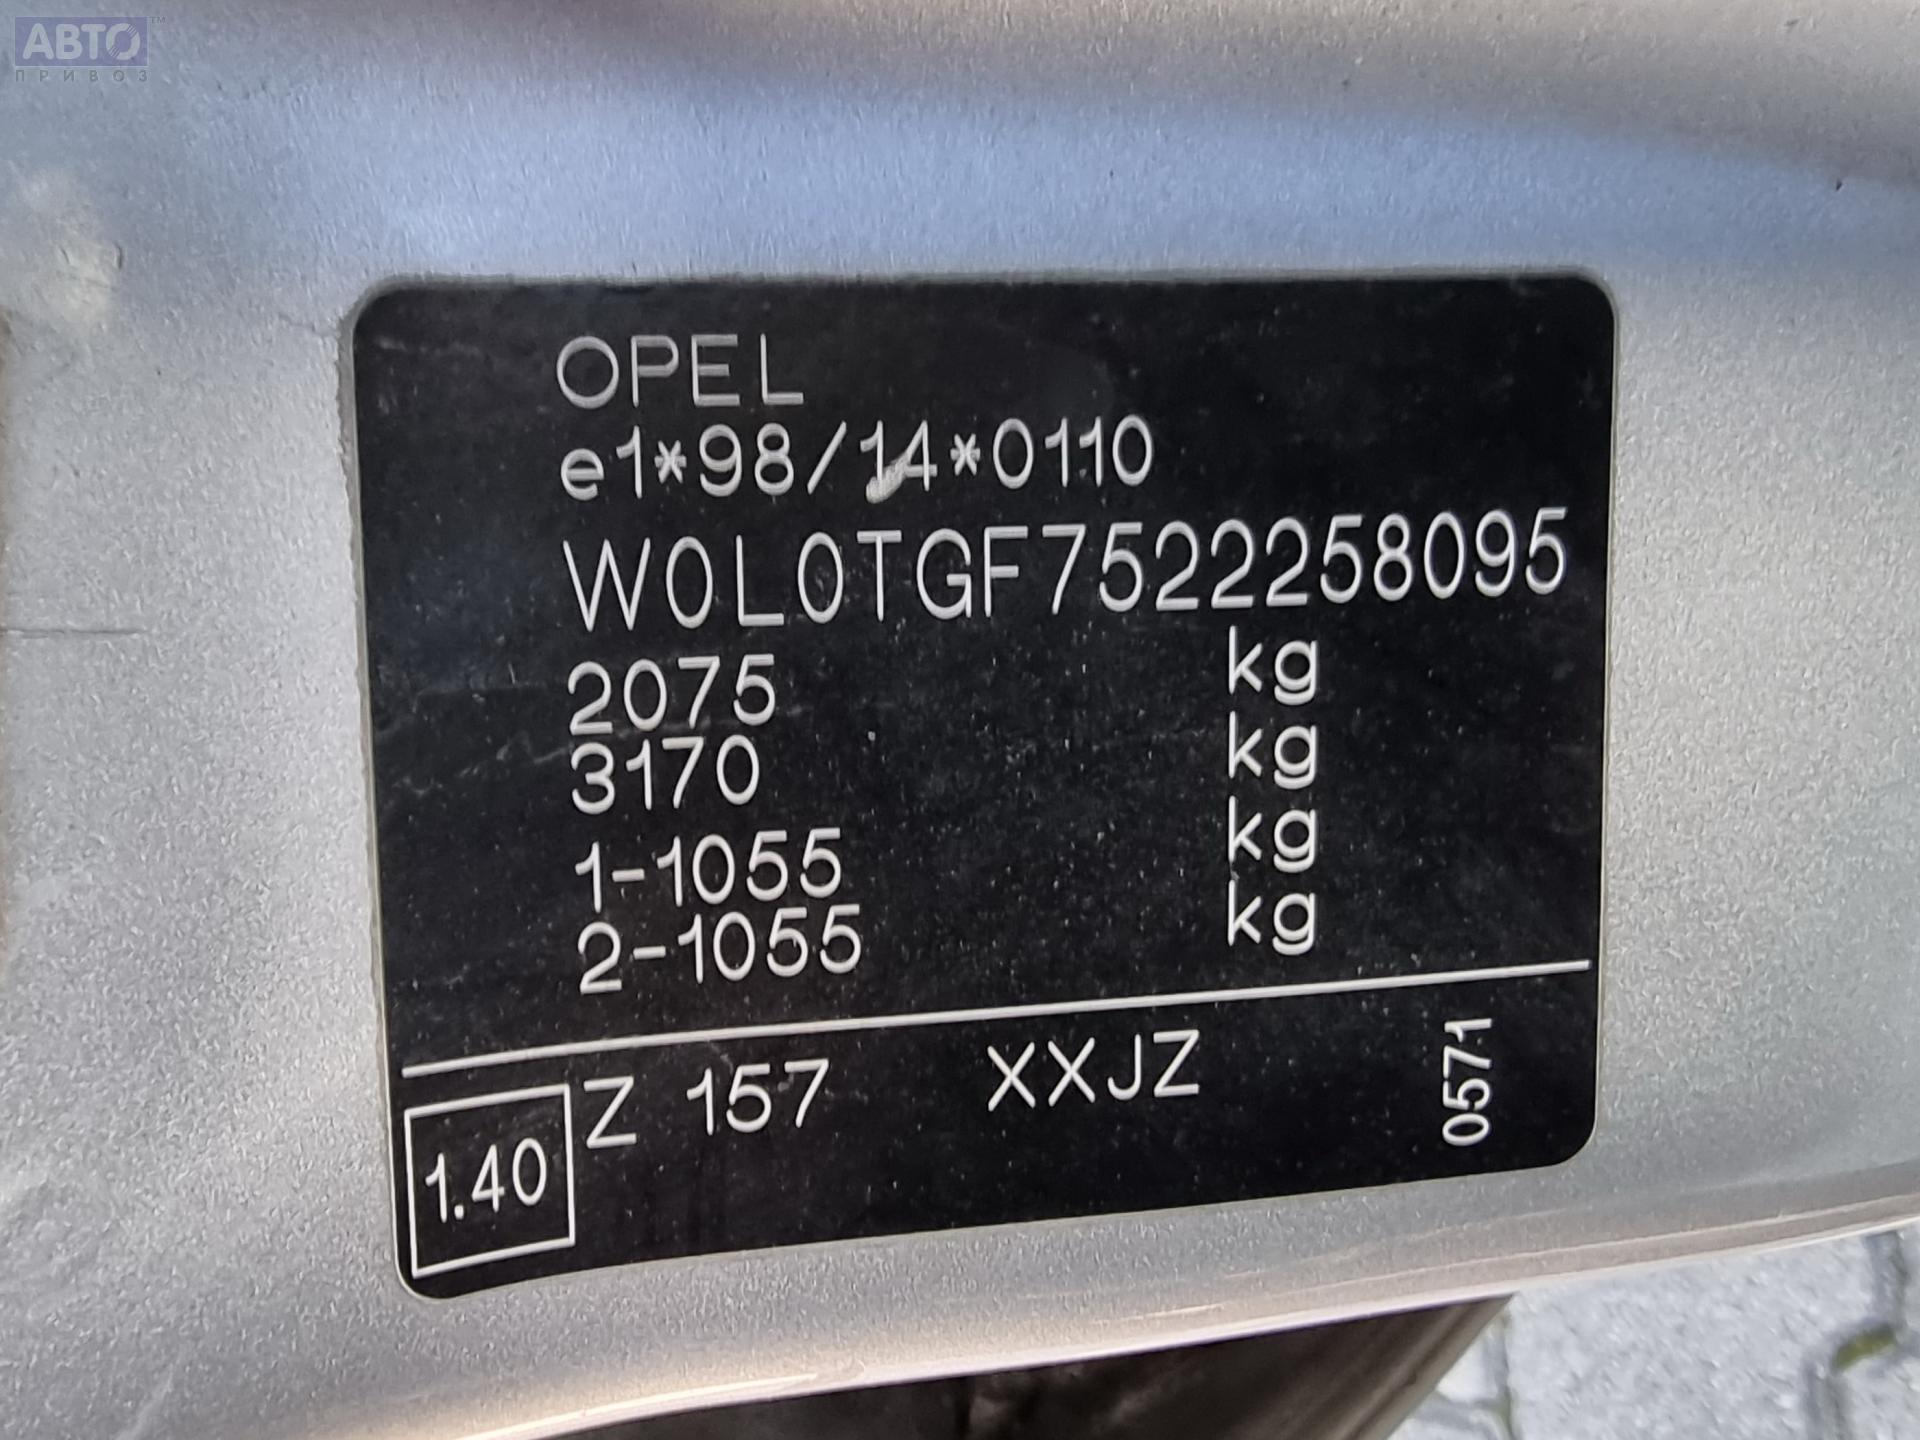 АВТО™
ПРИВОЗ
OPEL
e1*98/14*0110
W0L0TGF7522258095
2075 kg
3170 kg
1-1055 kg
2-1055 kg
Z 157 XXJZ 0571
1.40